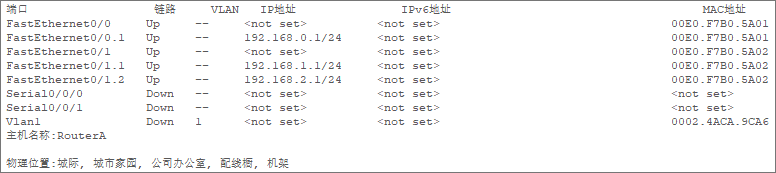 端口 链路 VLAN IP地址 IPv6地址 MAC地址
FastEthernet0/0 Up -- <not set> <not set> 00E0.F7B0.5A01
FastEthernet0/0.1 Up -- 192.168.0.1/24 <not set> 00E0.F7B0.5A01
FastEthernet0/1 Up -- <not set> <not set> 00E0.F7B0.5A02
FastEthernet0/1.1 Up -- 192.168.1.1/24 <not set> 00E0.F7B0.5A02
FastEthernet0/1.2 Up -- 192.168.2.1/24 <not set> 00E0.F7B0.5A02
Serial0/0/0 Down -- <not set> <not set> <not set>
Serial0/0/1 Down -- <not set> <not set> <not set>
Vlan1 Down 1 <not set> <not set> 0002.4ACA.9CA6
主机名称:RouterA
物理位置:城际, 城市家园, 公司办公室, 配线橱, 机架